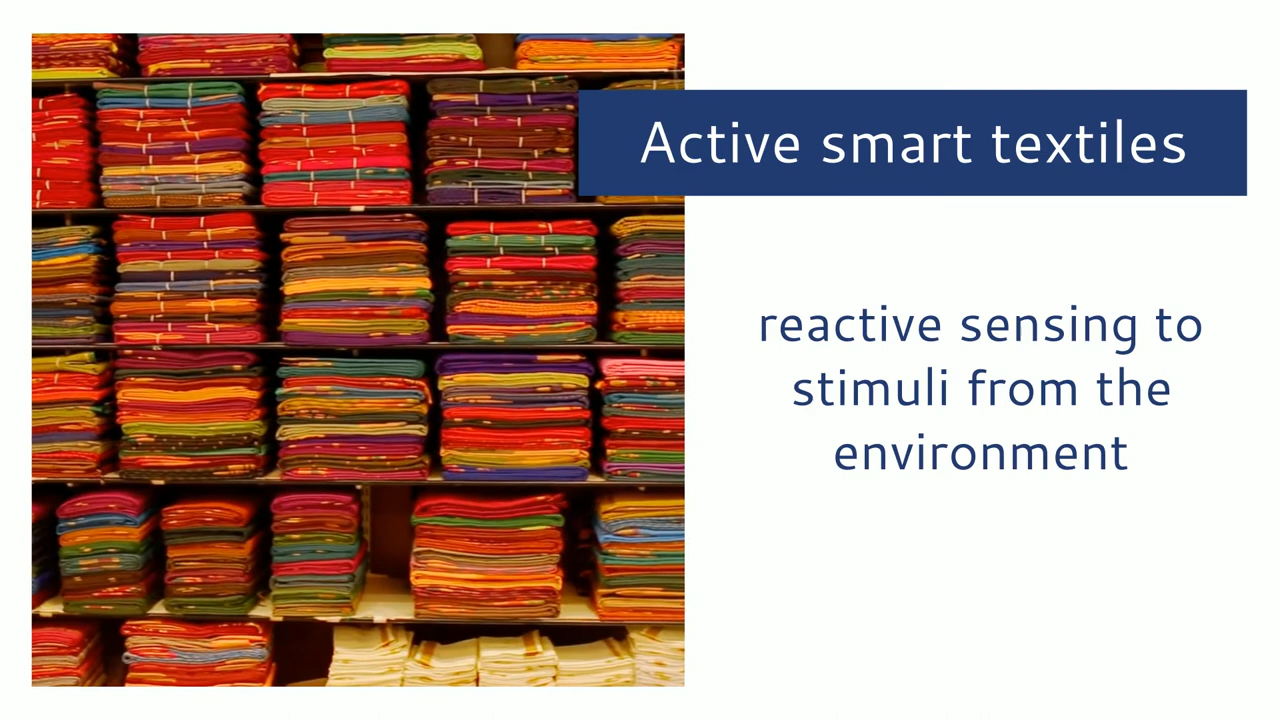 Active smart textiles
reactive sensing to
stimuli from the
environment